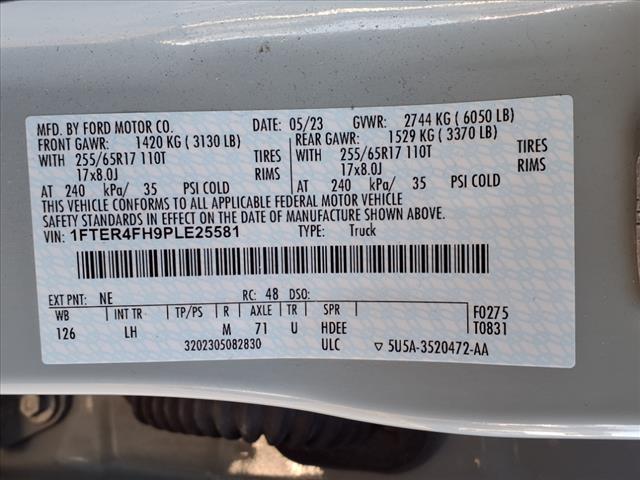 MFD. BY FORD MOTOR CO. DATE: 05/23 GVWR: 2744 KG ( 6050 LB)
FRONT GAWR: 1420 KG ( 3130 LB) REAR GAWR: 1529 KG ( 3370 LB)
WITH 255/65R17 110T TIRES WITH 255/65R17 110T TIRES
17x8.0J RIMS 17x8.0J RIMS
AT 240 kPa/ 35 PSI COLD AT 240 kPa/ 35 PSI COLD
THIS VEHICLE CONFORMS TO ALL APPLICABLE FEDERAL MOTOR VEHICLE
SAFETY STANDARDS IN EFFECT ON THE DATE OF MANUFACTURE SHOWN ABOVE.
VIN: 1FTER4FH9PLE25581 TYPE: Truck
EXT PNT: NE RC: 48 DSO:
WB INT TR TP/PS R AXLE TR SPR F0275
126 LH M 71 U HDEE T0831
3202305082830 ULC ▽ 5U5A-3520472-AA